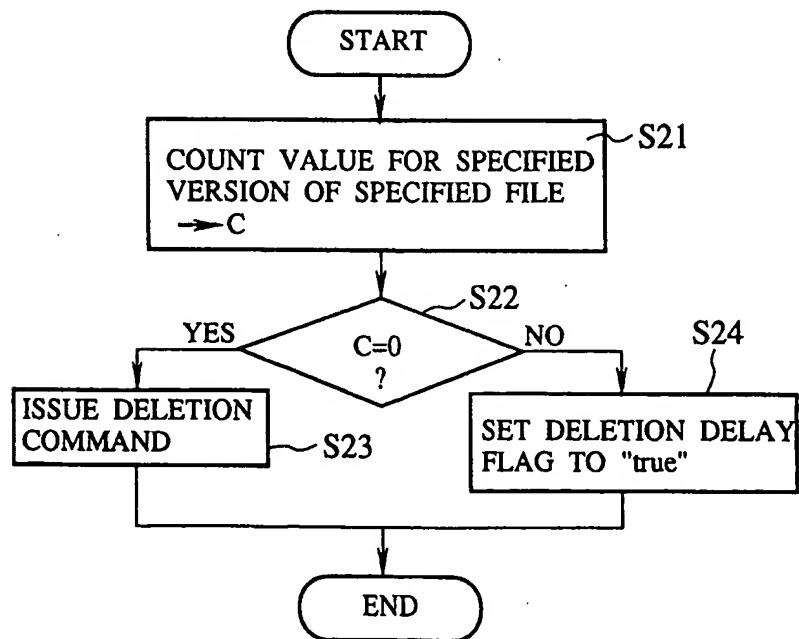 START
S21
COUNT VALUE FOR SPECIFIED
VERSION OF SPECIFIED FILE
→ C
S22
YES
C=0
?
NO
S24
ISSUE DELETION
COMMAND
S23
SET DELETION DELAY
FLAG TO "true"
END